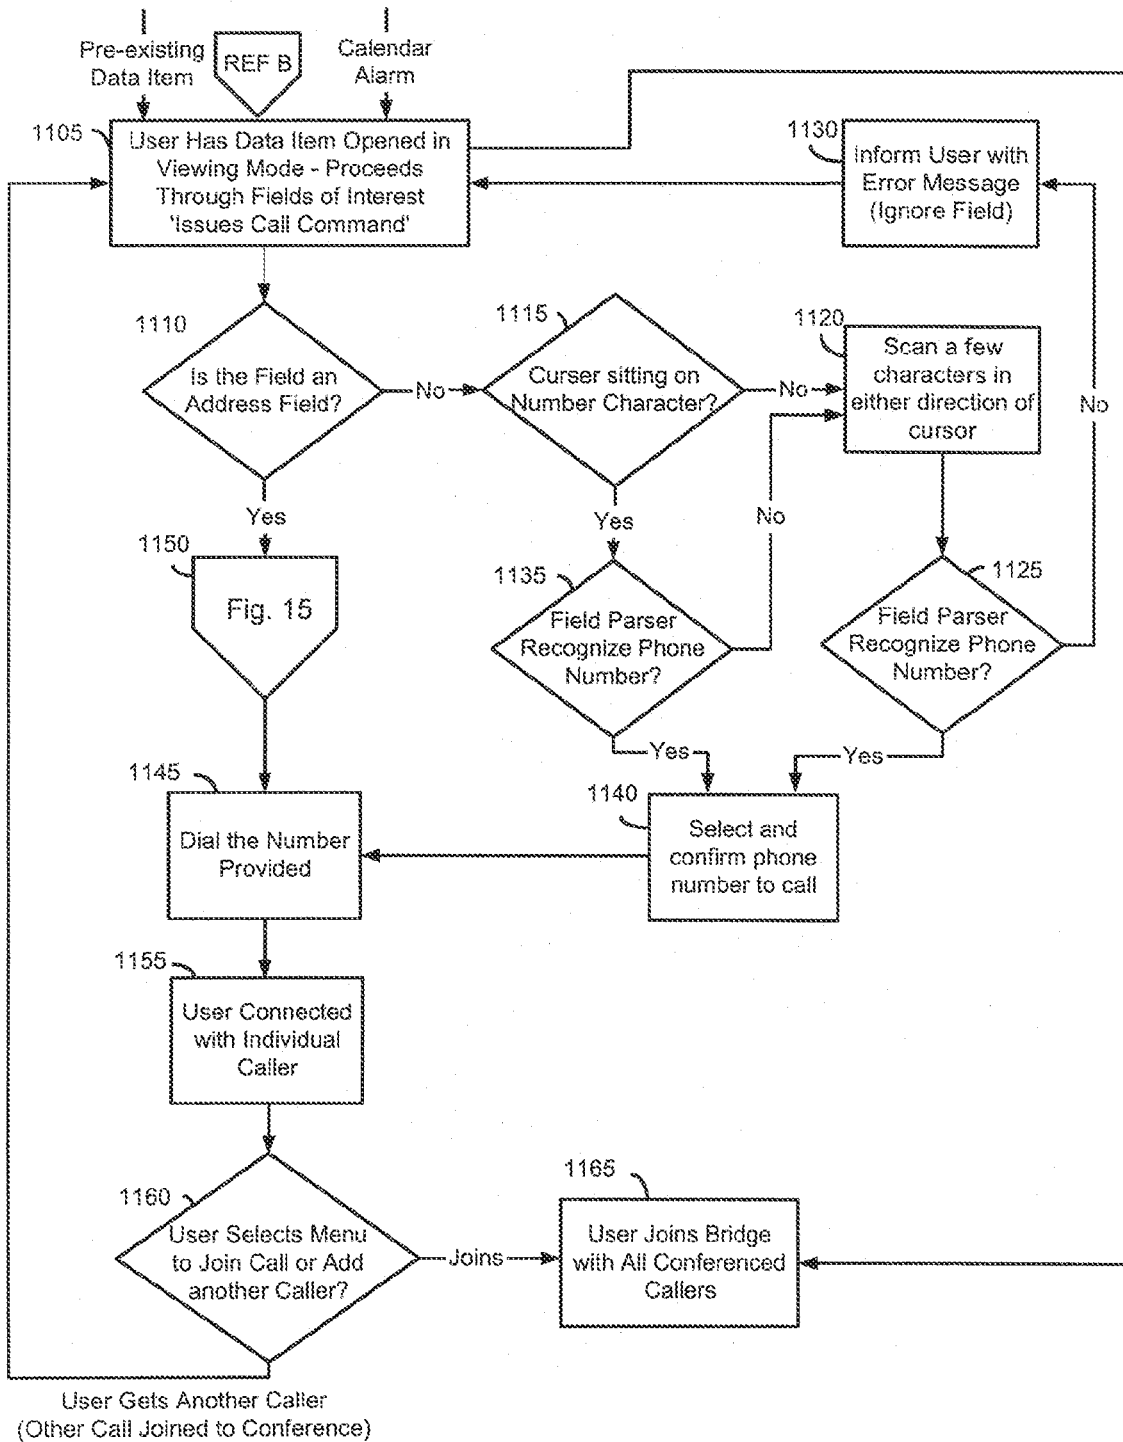 Pre-existing
Data Item
REF B
Calendar
Alarm
1105
User Has Data Item Opened in
Viewing Mode - Proceeds
Through Fields of Interest
'Issues Call Command'
1130
Inform User with
Error Message
(Ignore Field)
1110
Is the Field an
Address Field?
No
1115
Curser sitting on
Number Character?
No
1120
Scan a few
characters in
either direction of
cursor
No
Yes
Yes
No
1150
Fig. 15
1135
Field Parser
Recognize Phone
Number?
1125
Field Parser
Recognize Phone
Number?
Yes
Yes
1145
Dial the Number
Provided
1140
Select and
confirm phone
number to call
1155
User Connected
with Individual
Caller
1160
User Selects Menu
to Join Call or Add
another Caller?
Joins
1165
User Joins Bridge
with All Conferenced
Callers
User Gets Another Caller
(Other Call Joined to Conference)